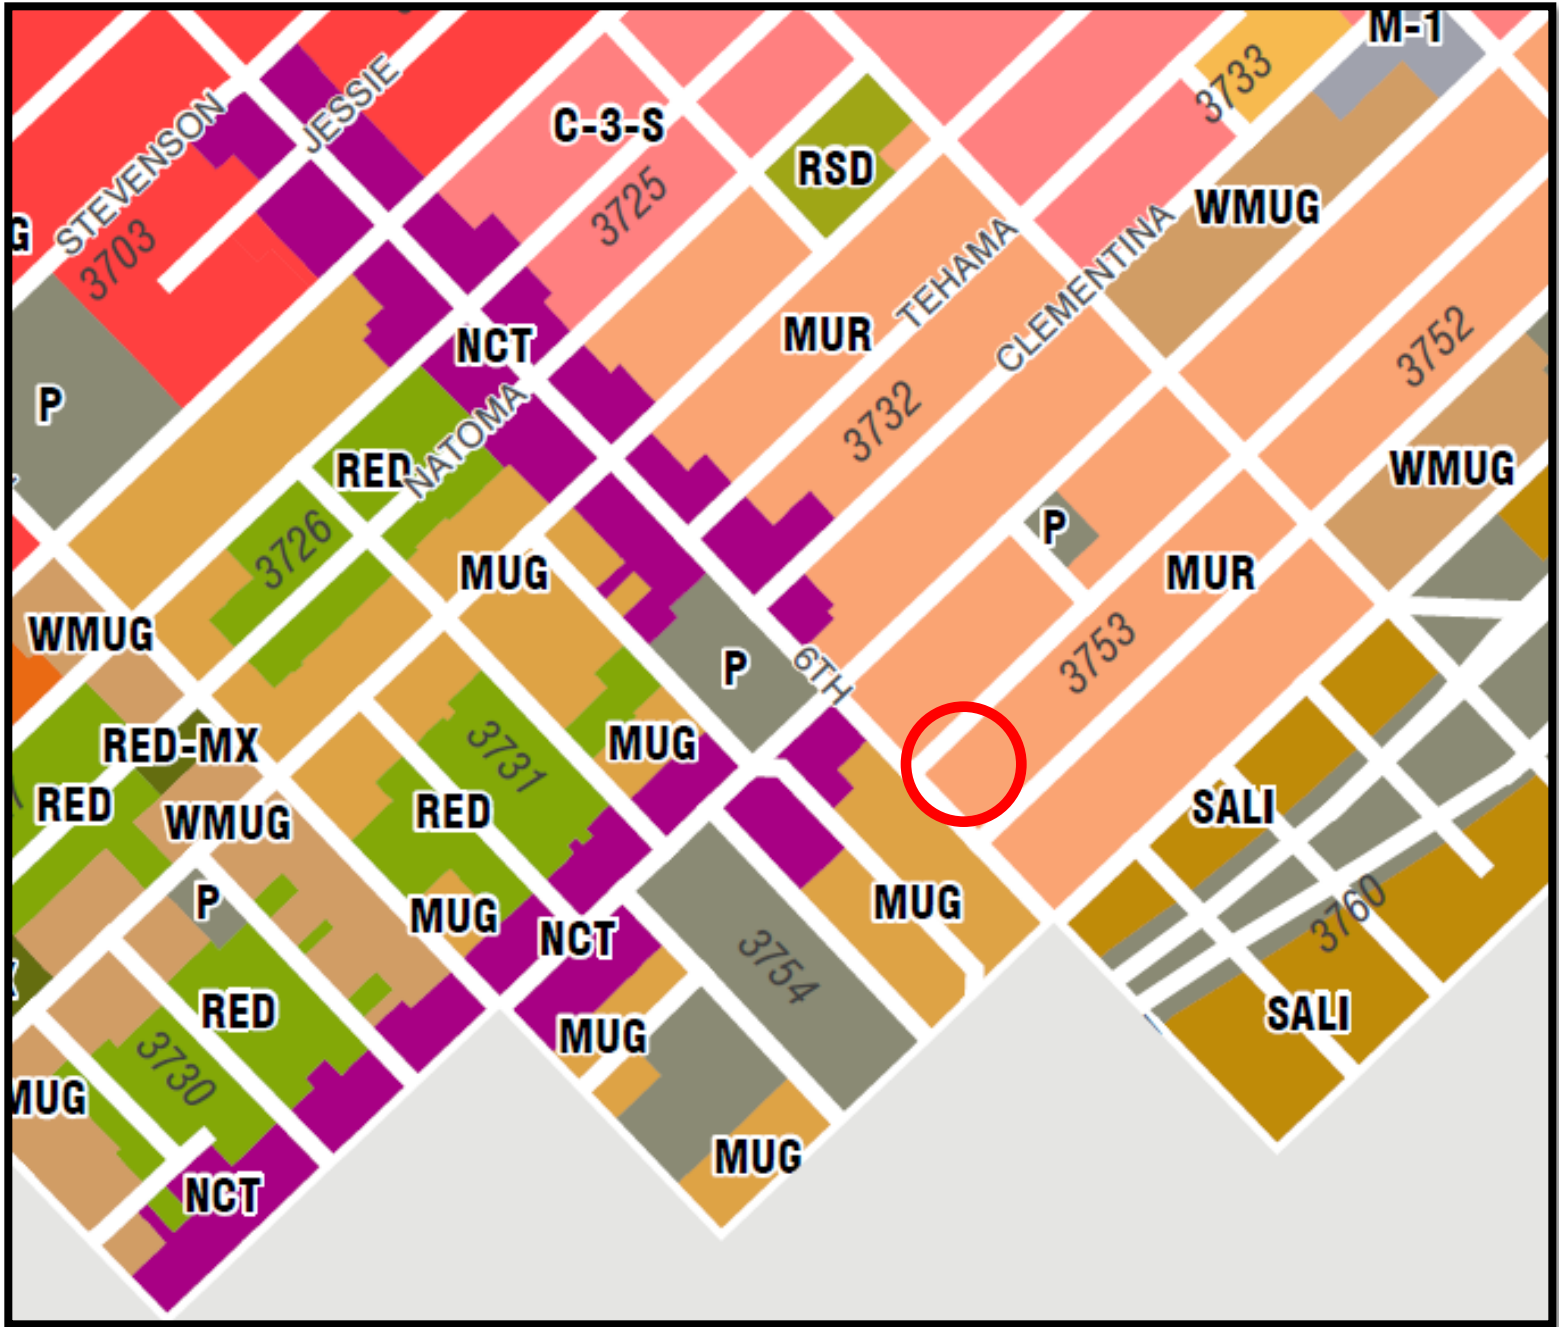 M-1
3733
JESSIE
STEVENSON
C-3-S
RSD
3725
WMUG
G
3703
TEHAMA
CLEMENTINA
MUR
NCT
3752
P
3732
NATOMA
RED
WMUG
P
3726
MUG
MUR
WMUG
3753
P
6TH
RED-MX
MUG
3731
RED
RED
SALI
WMUG
P
MUG
MUG
3760
NCT
3754
RED
SALI
MUG
3730
MUG
MUG
NCT